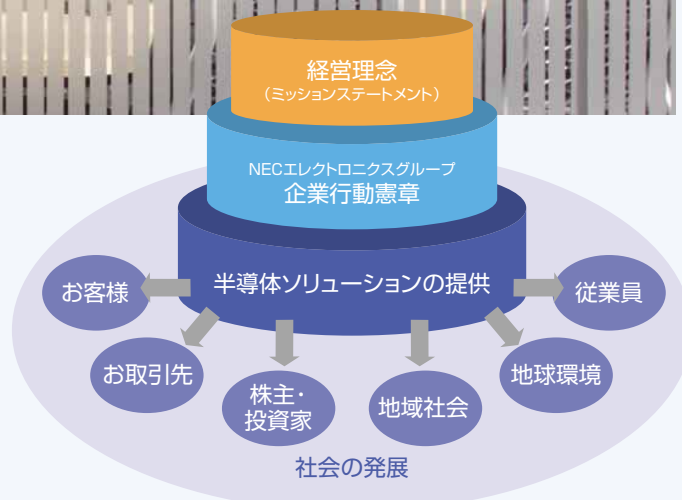 経営理念
（ミッションステートメント）
NECエレクトロニクスグループ
企業行動憲章
半導体ソリューションの提供
お客様
従業員
お取引先
地球環境
株主・
投資家
地域社会
社会の発展